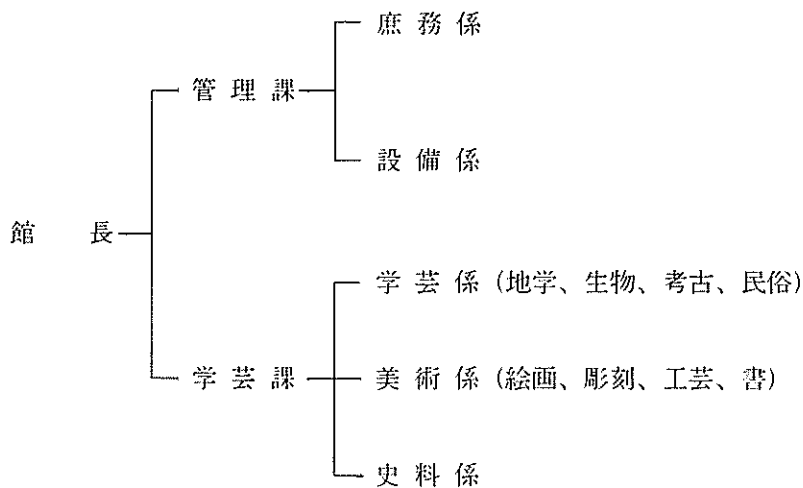 庶務係
管理課
設備係
館長
学芸係(地学、生物、考古、民俗)
学芸課
美術係(絵画、彫刻、工芸、書)
史料係